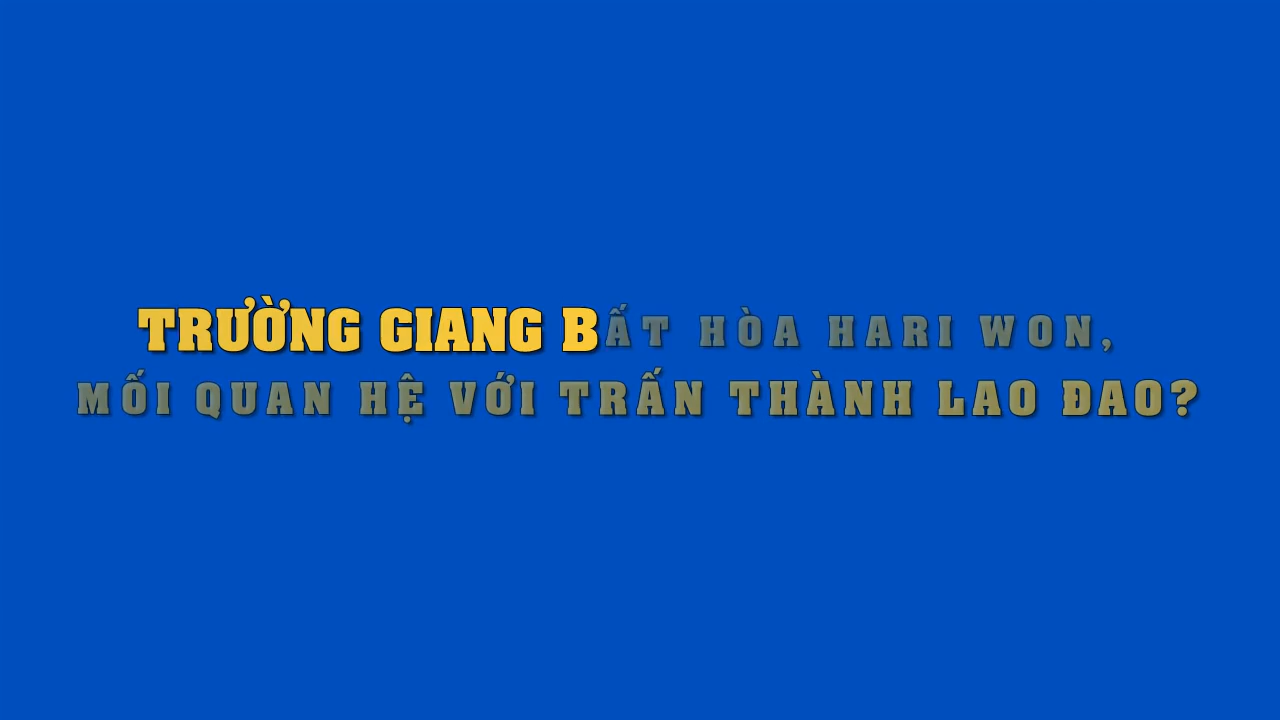 TRƯỜNG GIANG BẤT HÒA HARI WON,
MỐI QUAN HỆ VỚI TRẤN THÀNH LAO ĐAO?